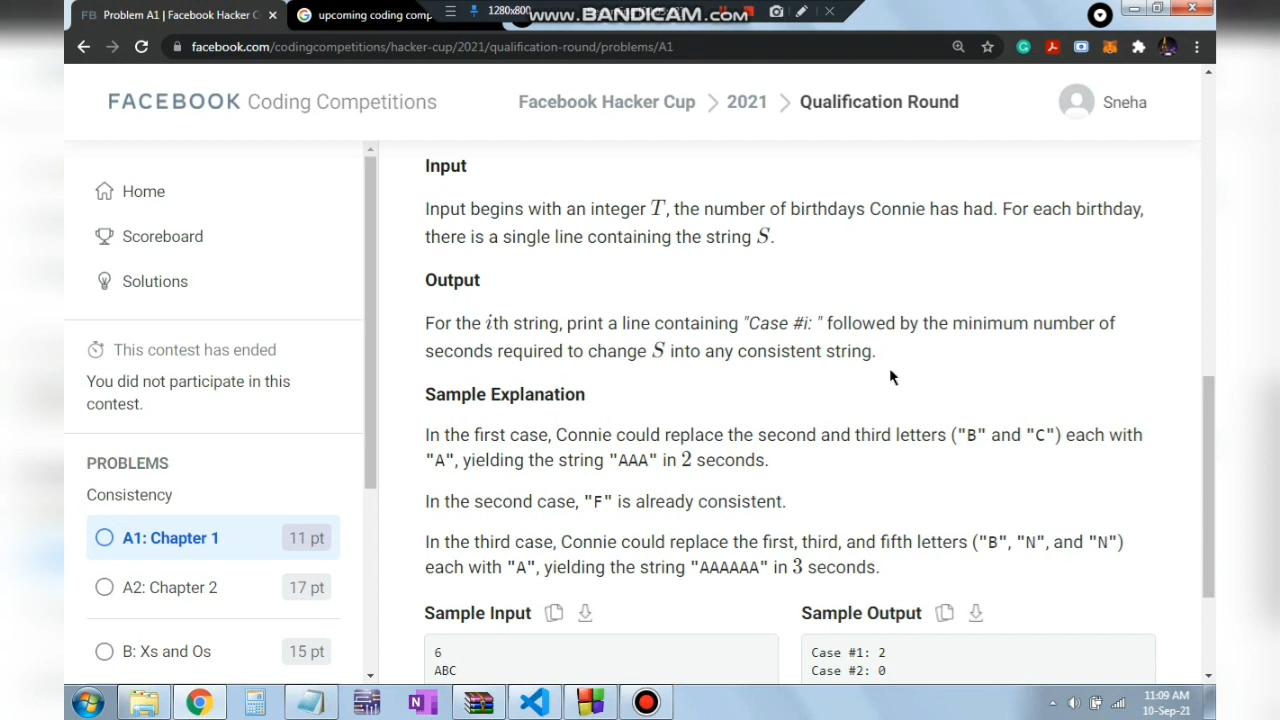 Problem A1 | Facebook Hacker C
upcoming coding comp
1280x800
www.BANDICAM.com
facebook.com/codingcompetitions/hacker-cup/2021/qualification-round/problems/A1
FACEBOOK Coding Competitions
Facebook Hacker Cup
2021
Qualification Round
Sneha
Home
Scoreboard
Solutions
This contest has ended
You did not participate in this
contest.
PROBLEMS
Consistency
A1: Chapter 1 11 pt
A2: Chapter 2 17 pt
B: Xs and Os 15 pt
Input
Input begins with an integer T, the number of birthdays Connie has had. For each birthday,
there is a single line containing the string S.
Output
For the ith string, print a line containing "Case #i: " followed by the minimum number of
seconds required to change S into any consistent string.
Sample Explanation
In the first case, Connie could replace the second and third letters ("B" and "C") each with
"A", yielding the string "AAA" in 2 seconds.
In the second case, "F" is already consistent.
In the third case, Connie could replace the first, third, and fifth letters ("B", "N", and "N")
each with "A", yielding the string "AAAAAA" in 3 seconds.
Sample Input
6
ABC
Sample Output
Case #1: 2
Case #2: 0
11:09 AM
10-Sep-21